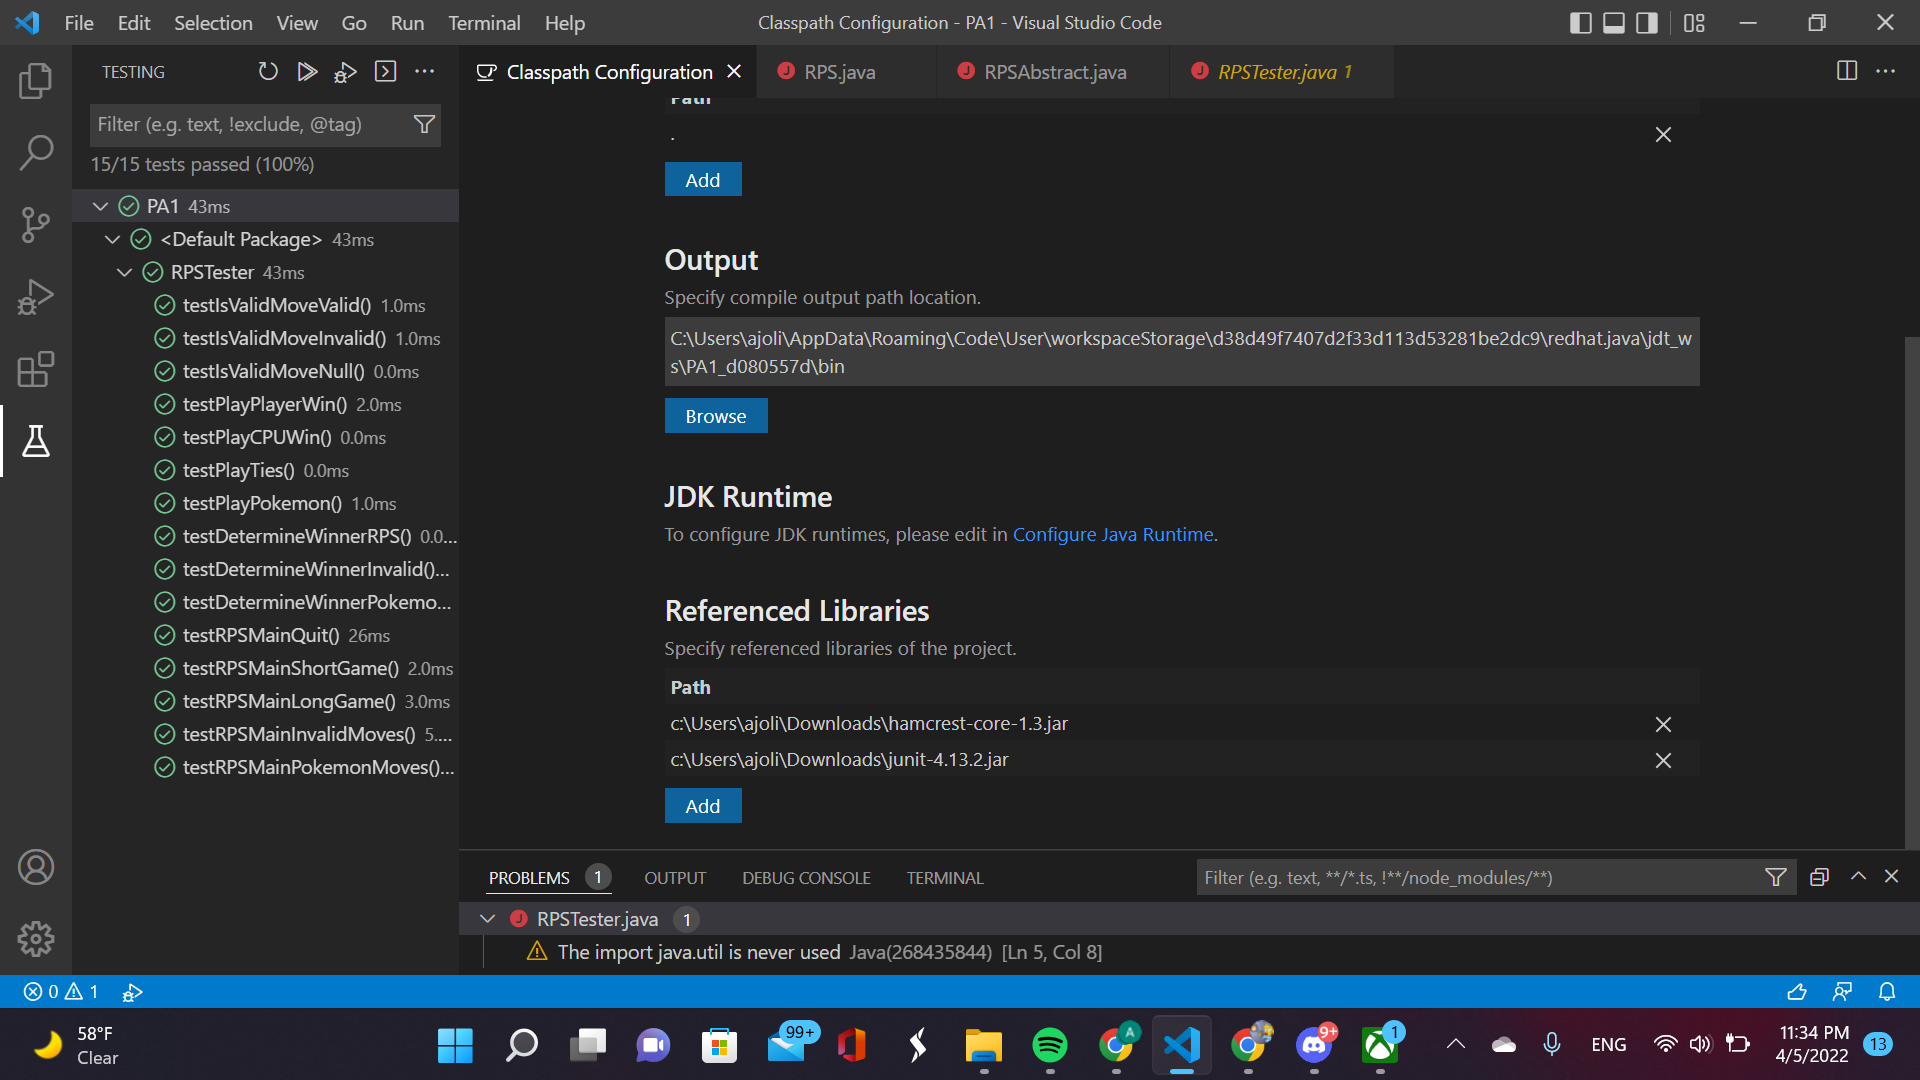 File Edit Selection View Go Run Terminal Help
Classpath Configuration - PA1 - Visual Studio Code
TESTING
Filter (e.g. text, !exclude, @tag)
15/15 tests passed (100%)
PA1 43ms
<Default Package> 43ms
RPSTester 43ms
testIsValidMoveValid() 1.0ms
testIsValidMoveInvalid() 1.0ms
testIsValidMoveNull() 0.0ms
testPlayPlayerWin() 2.0ms
testPlayCPUWin() 0.0ms
testPlayTies() 0.0ms
testPlayPokemon() 1.0ms
testDetermineWinnerRPS() 0.0...
testDetermineWinnerInvalid()...
testDetermineWinnerPokemo...
testRPSMainQuit() 26ms
testRPSMainShortGame() 2.0ms
testRPSMainLongGame() 3.0ms
testRPSMainInvalidMoves() 5....
testRPSMainPokemonMoves()...
Classpath Configuration
RPS.java
RPSAbstract.java
RPSTester.java 1
Path
.
Add
Output
Specify compile output path location.
C:\Users\ajoli\AppData\Roaming\Code\User\workspaceStorage\d38d49f7407d2f33d113d53281be2dc9\redhat.java\jdt_w
s\PA1_d080557d\bin
Browse
JDK Runtime
To configure JDK runtimes, please edit in Configure Java Runtime.
Referenced Libraries
Specify referenced libraries of the project.
Path
c:\Users\ajoli\Downloads\hamcrest-core-1.3.jar
c:\Users\ajoli\Downloads\junit-4.13.2.jar
Add
PROBLEMS 1 OUTPUT DEBUG CONSOLE TERMINAL
Filter (e.g. text, **/*.ts, !**/node_modules/**)
RPSTester.java 1
The import java.util is never used Java(268435844) [Ln 5, Col 8]
0 1
58°F
Clear
99+
A
9+
1
ENG
11:34 PM
4/5/2022
13